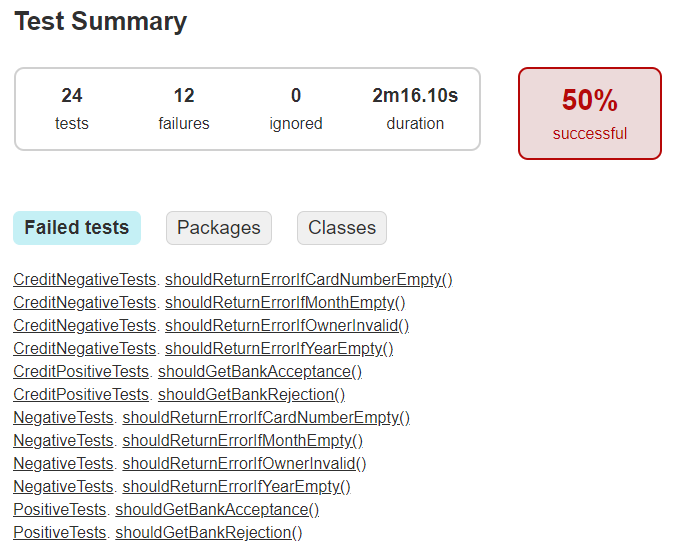 Test Summary
24 12 0 2m16.10s
tests failures ignored duration
50%
successful
Failed tests Packages Classes
CreditNegativeTests. shouldReturnErrorIfCardNumberEmpty()
CreditNegativeTests. shouldReturnErrorIfMonthEmpty()
CreditNegativeTests. shouldReturnErrorIfOwnerInvalid()
CreditNegativeTests. shouldReturnErrorIfYearEmpty()
CreditPositiveTests. shouldGetBankAcceptance()
CreditPositiveTests. shouldGetBankRejection()
NegativeTests. shouldReturnErrorIfCardNumberEmpty()
NegativeTests. shouldReturnErrorIfMonthEmpty()
NegativeTests. shouldReturnErrorIfOwnerInvalid()
NegativeTests. shouldReturnErrorIfYearEmpty()
PositiveTests. shouldGetBankAcceptance()
PositiveTests. shouldGetBankRejection()